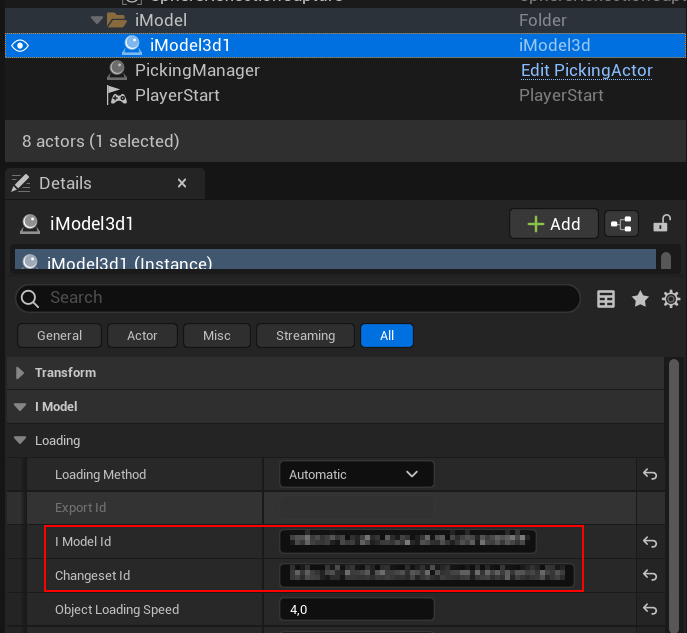 iModel Folder
iModel3d1 iModel3d
PickingManager Edit PickingActor
PlayerStart PlayerStart
8 actors (1 selected)
Details
iModel3d1 Add
iModel3d1 (Instance)
Search
General Actor Misc Streaming All
Transform
I Model
Loading
Loading Method Automatic
Export Id
I Model Id
Changeset Id
Object Loading Speed 4,0